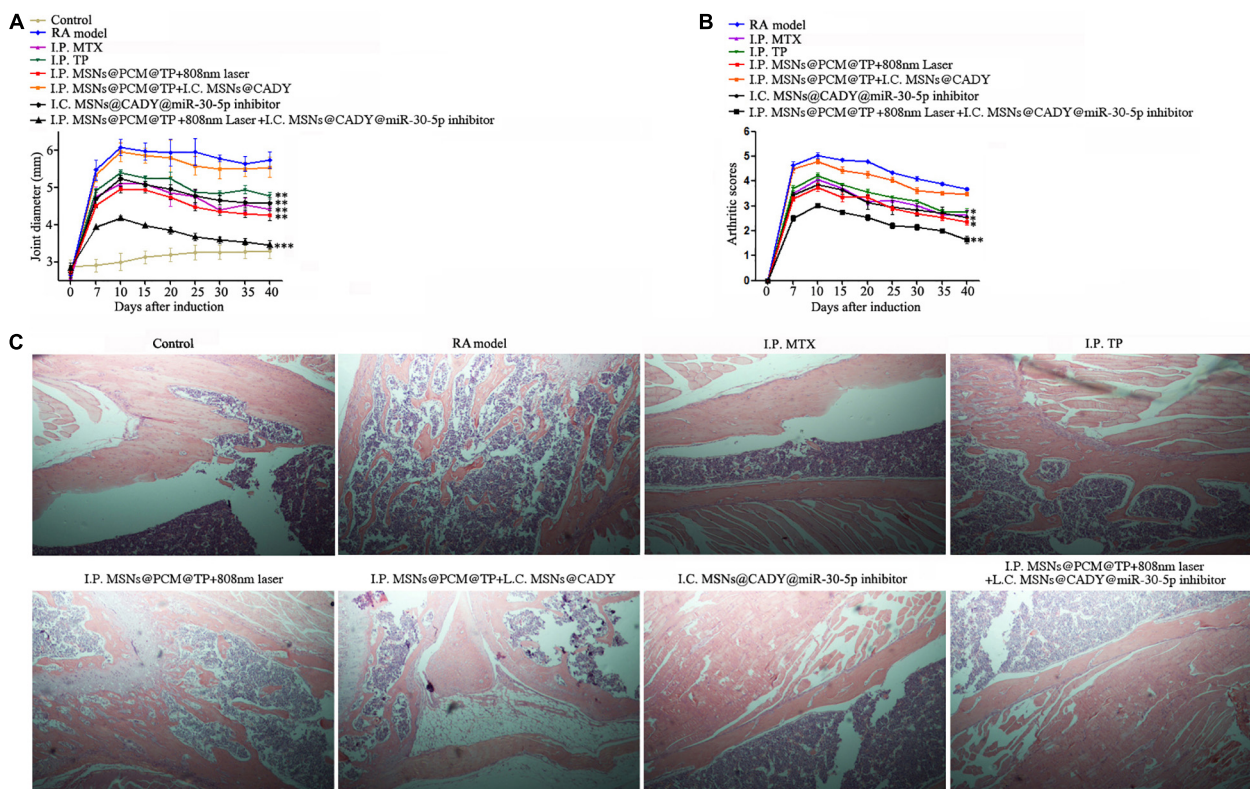 A
Control
RA model
I.P. MTX
I.P. TP
I.P. MSNs@PCM@TP+808nm laser
I.P. MSNs@PCM@TP+I.C. MSNs@CADY
I.C. MSNs@CADY@miR-30-5p inhibitor
I.P. MSNs@PCM@TP+808nm Laser+I.C. MSNs@CADY@miR-30-5p inhibitor
Joint diameter (mm)
6
5
4
3
**
**
**
**
***
0 7 10 15 20 25 30 35 40
Days after induction
B
RA model
I.P. MTX
I.P. TP
I.P. MSNs@PCM@TP+808nm Laser
I.P. MSNs@PCM@TP+I.C. MSNs@CADY
I.C. MSNs@CADY@miR-30-5p inhibitor
I.P. MSNs@PCM@TP+808nm Laser+I.C. MSNs@CADY@miR-30-5p inhibitor
Arthritic scores
6
5
4
3
2
1
0
*
*
*
**
0 7 10 15 20 25 30 35 40
Days after induction
C
Control
RA model
I.P. MTX
I.P. TP
I.P. MSNs@PCM@TP+808nm laser
I.P. MSNs@PCM@TP+L.C. MSNs@CADY
I.C. MSNs@CADY@miR-30-5p inhibitor
I.P. MSNs@PCM@TP+808nm laser
+L.C. MSNs@CADY@miR-30-5p inhibitor